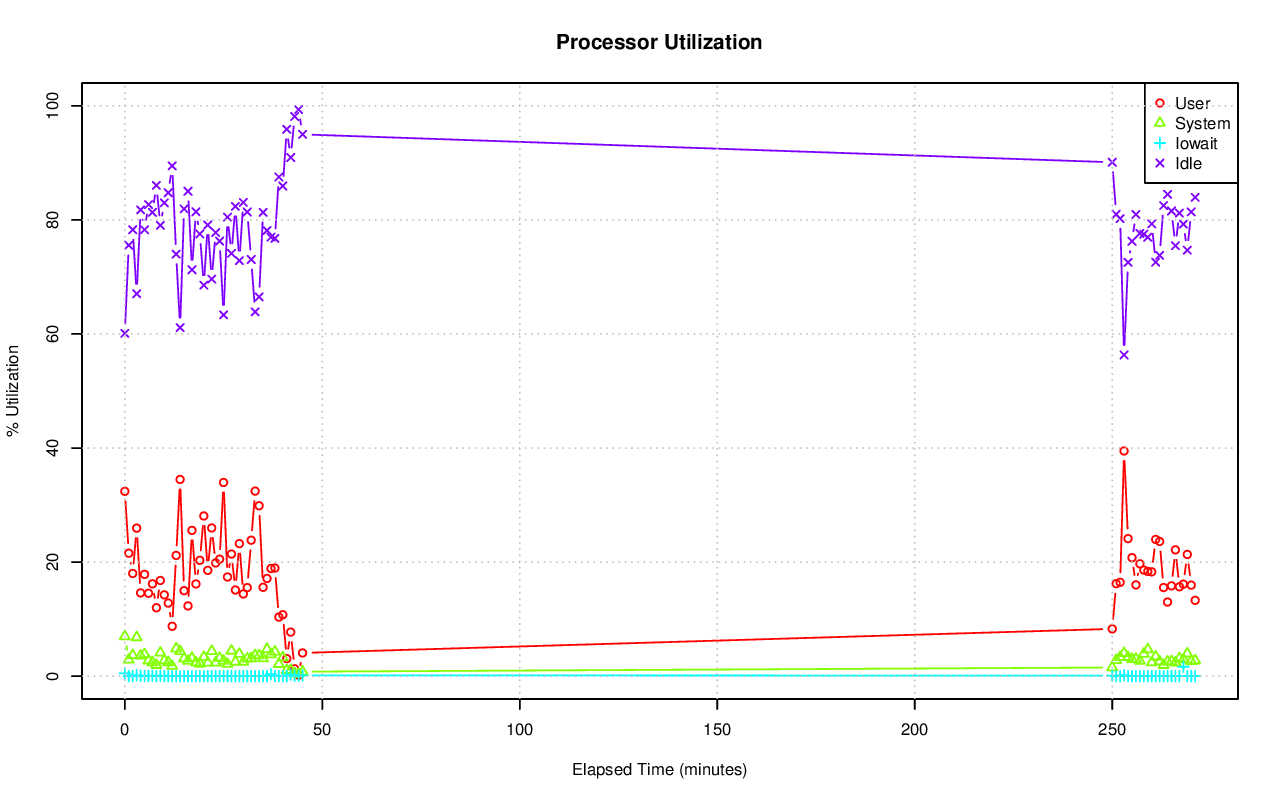 Processor Utilization
User
System
Iowait
Idle
% Utilization
100
80
60
40
20
0
0 50 100 150 200 250
Elapsed Time (minutes)